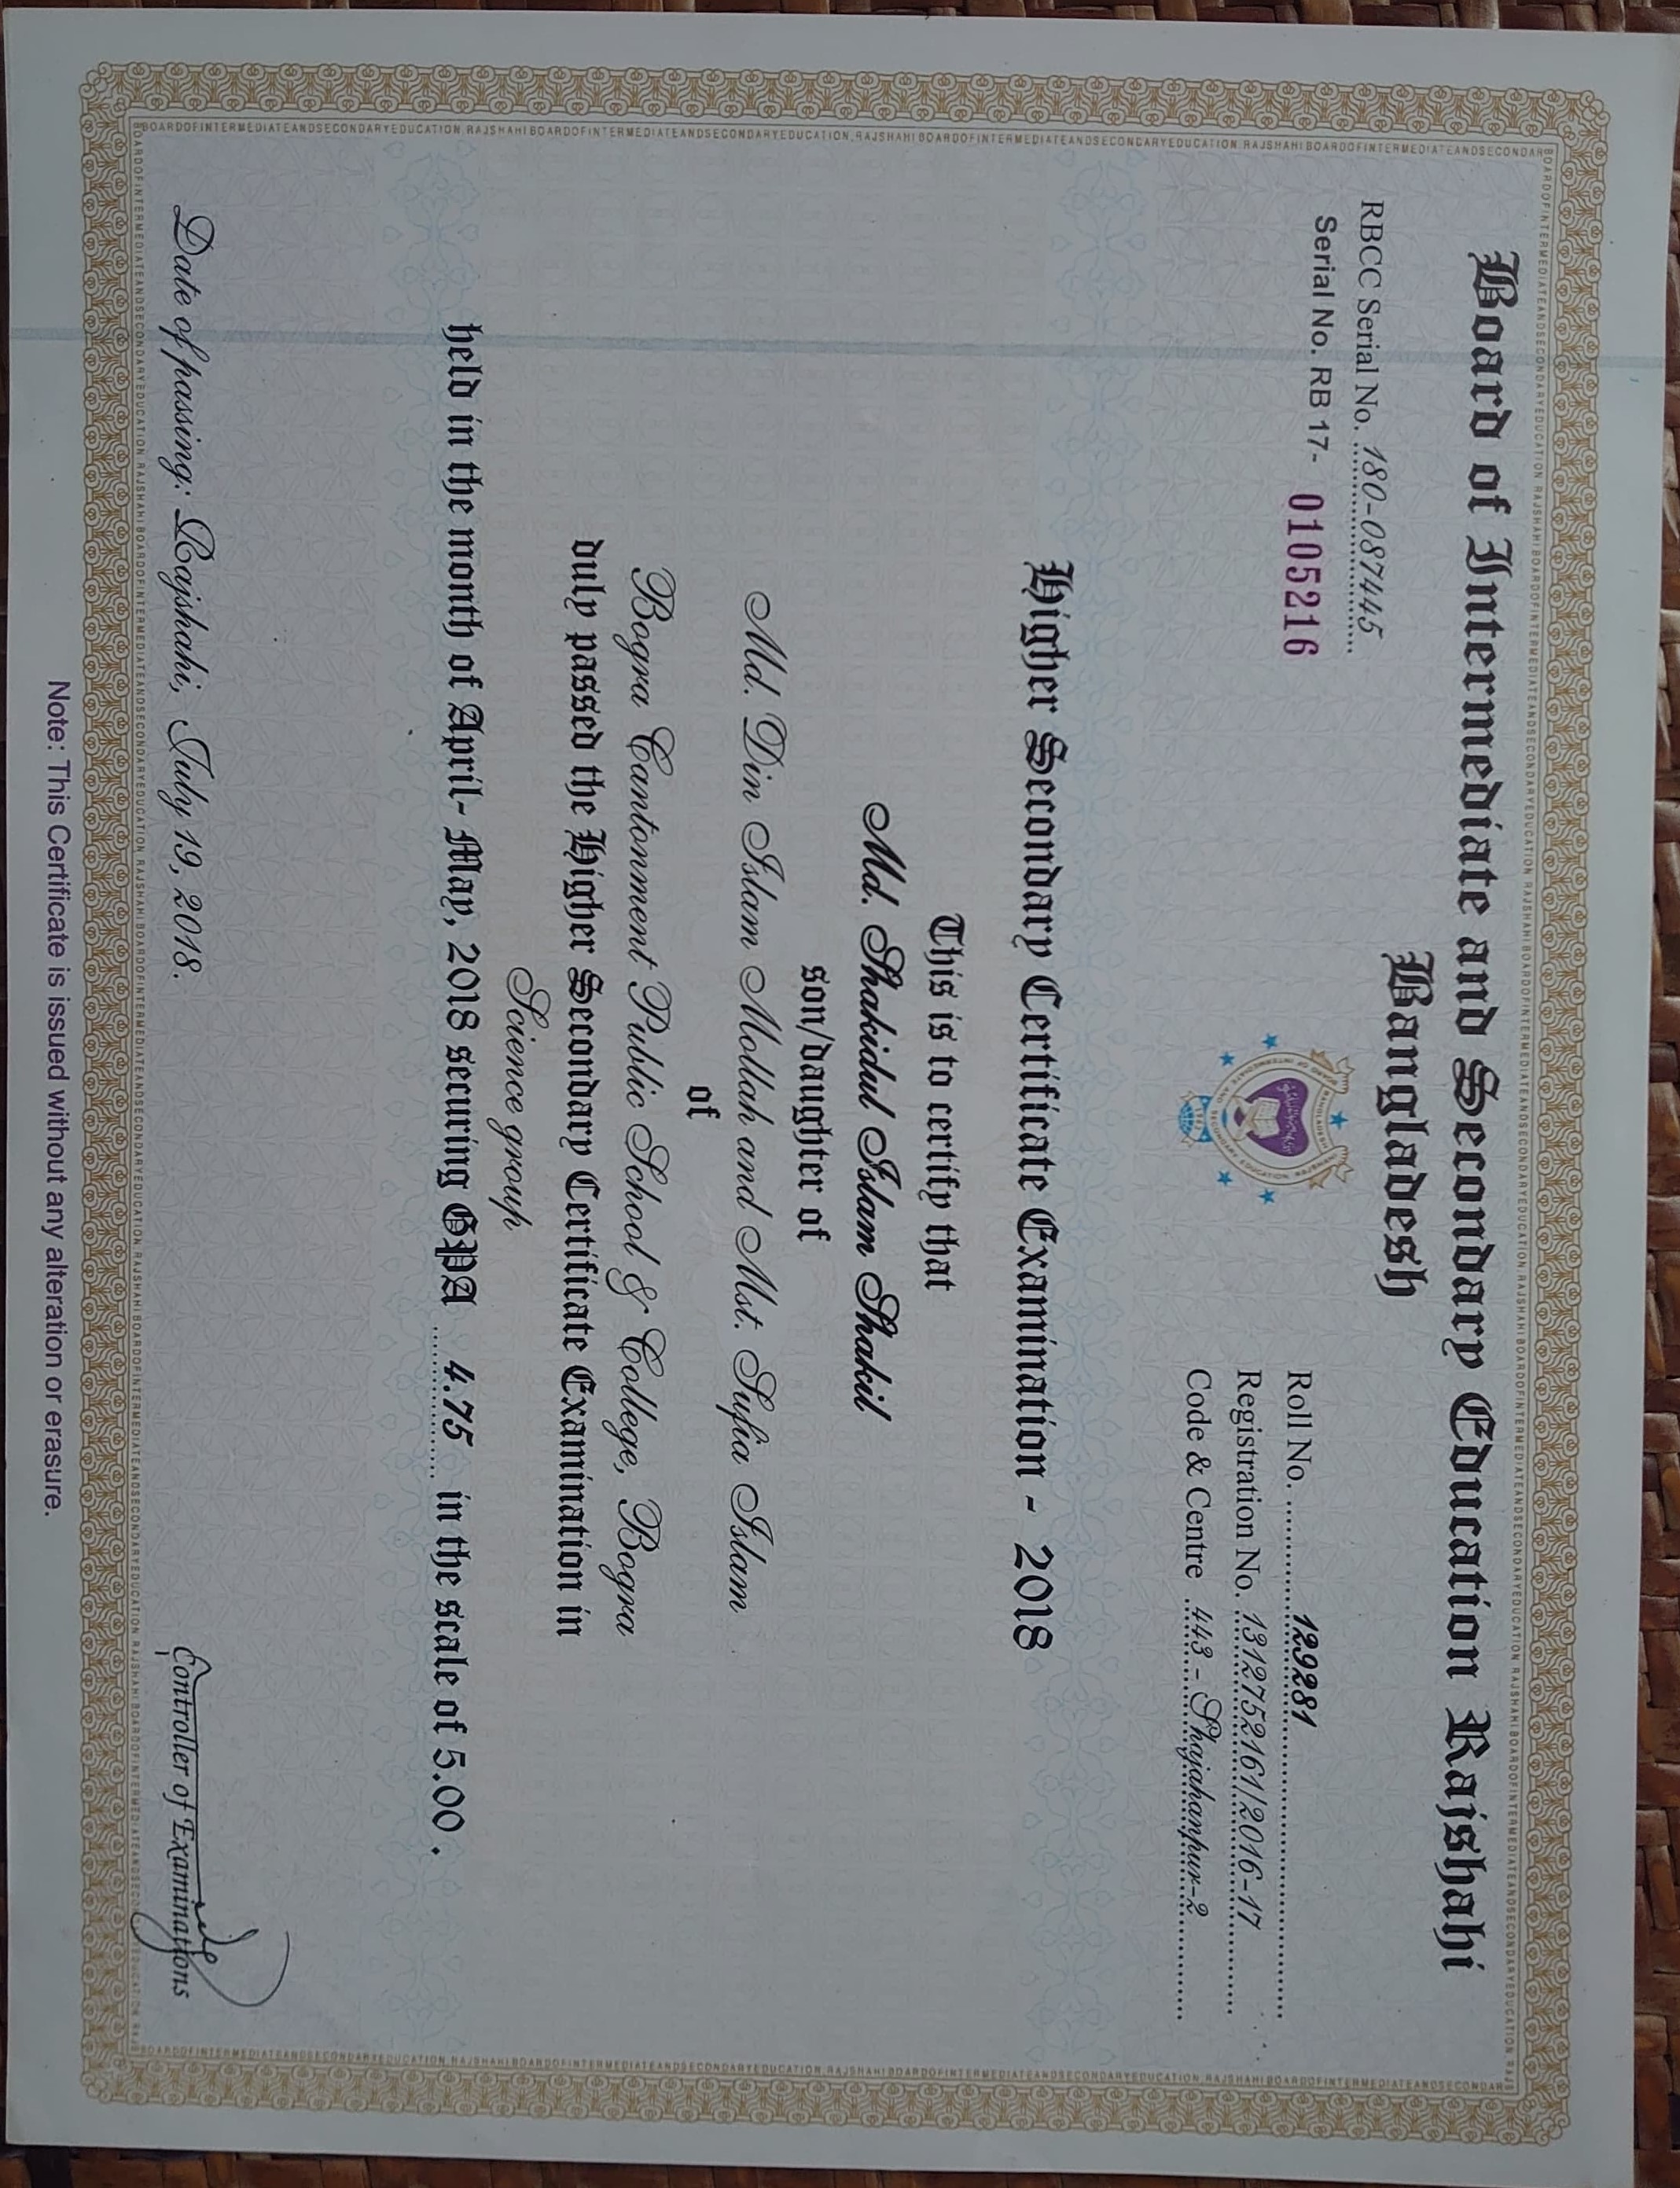 Board of Intermediate and Secondary Education Rajshahi
Bangladesh
RBCC Serial No. 180-087445
Serial No. RB 17- 0105216
Roll No. 129281
Registration No. 1312752161/2016-17
Code & Centre 443 - Shajahanpur-2
Higher Secondary Certificate Examination - 2018
This is to certify that
Md. Shakidul Islam Shakil
son/daughter of
Md. Din Islam Mollah and Mst. Sufia Islam
of
Bogra Cantonment Public School & College, Bogra
duly passed the Higher Secondary Certificate Examination in
Science group
held in the month of April- May, 2018 securing GPA 4.75 in the scale of 5.00 .
Date of passing: Rajshahi, July 19, 2018.
Controller of Examinations
Note: This Certificate is issued without any alteration or erasure.